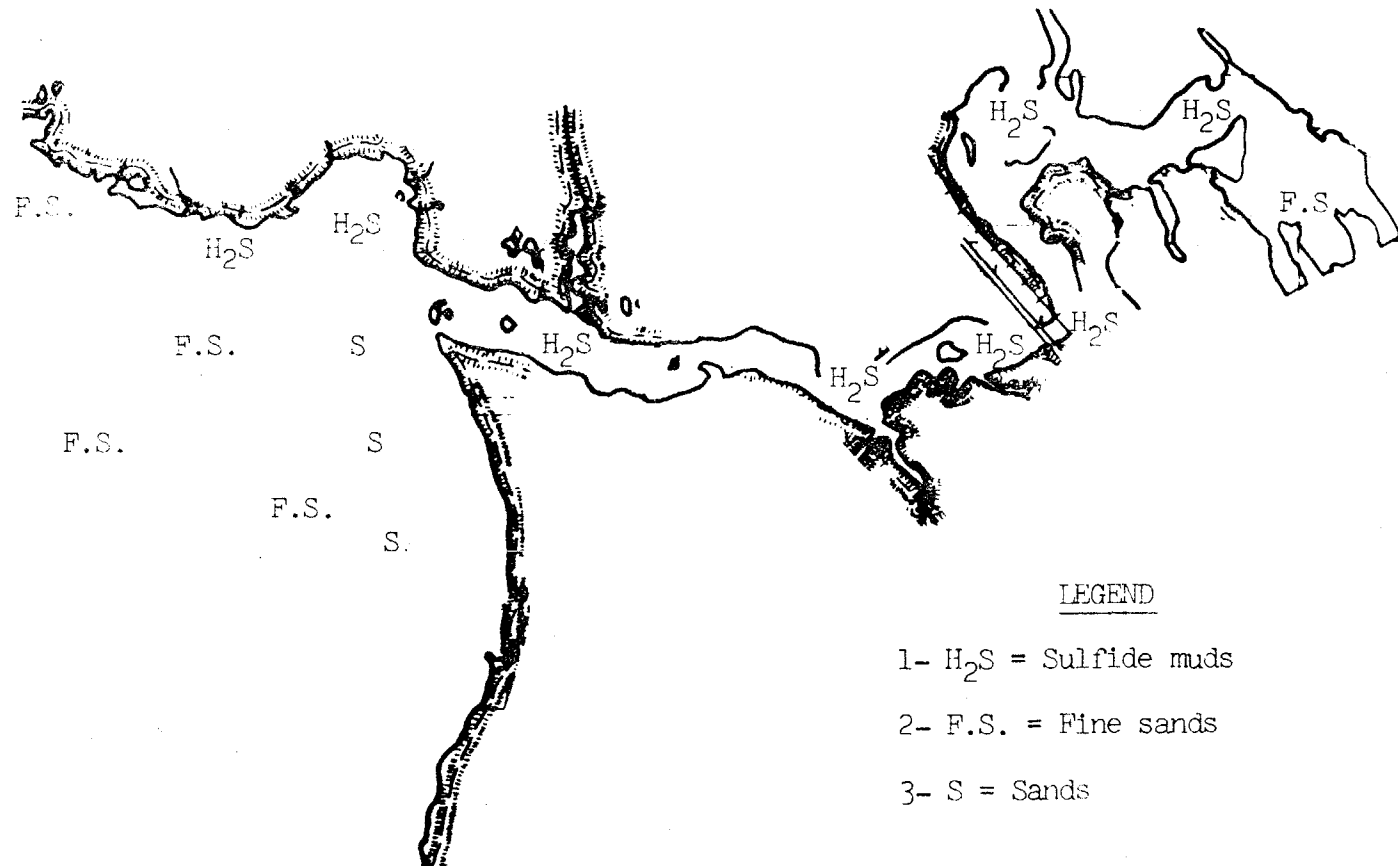 H₂S
H₂S
F.S.
F.S
H₂S
H₂S
F.S.
S
H₂S
H₂S
H₂S
H₂S
F.S.
S
F.S.
S.
LEGEND
1- H₂S = Sulfide muds
2- F.S. = Fine sands
3- S = Sands